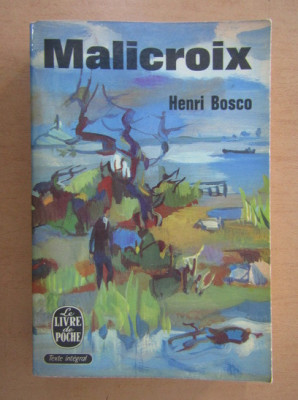 Malicroix
Henri Bosco
Le
LIVRE
de
POCHE
Texte intégral